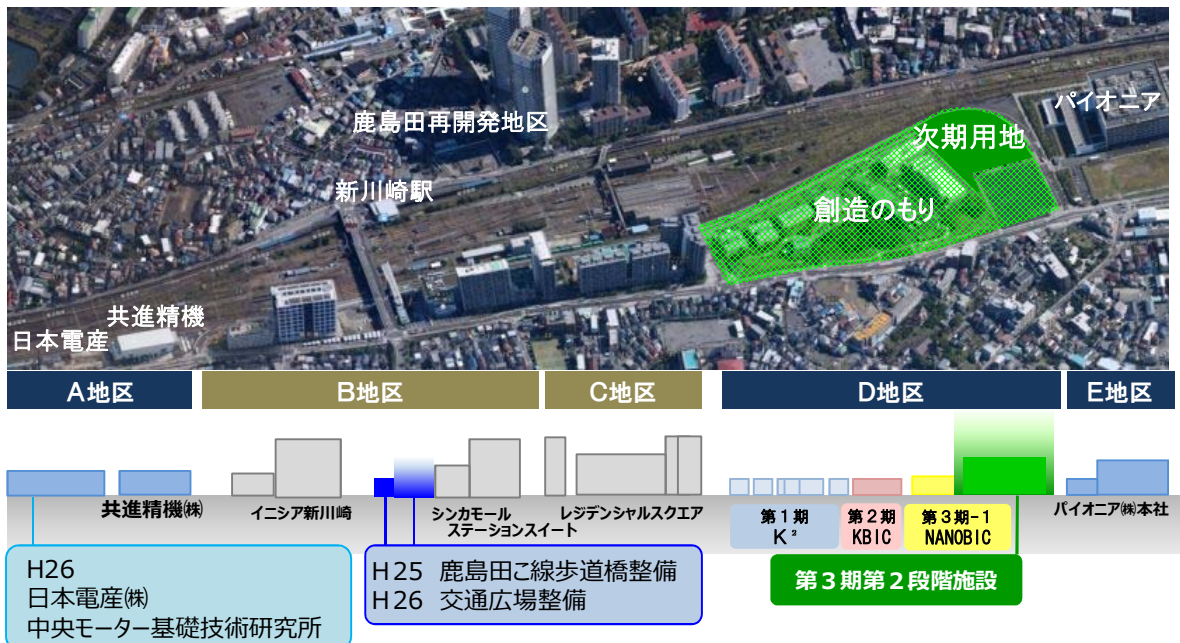 パイオニア
鹿島田再開発地区
次期用地
新川崎駅
創造のもり
共進精機
日本電産
A地区
B地区
C地区
D地区
E地区
共進精機㈱
イニシア新川崎
シンカモール
ステーションスイート
レジデンシャルスクエア
第1期
K²
第2期
KBIC
第3期-1
NANOBIC
パイオニア㈱本社
H26
日本電産㈱
中央モーター基礎技術研究所
H25 鹿島田こ線歩道橋整備
H26 交通広場整備
第3期第2段階施設